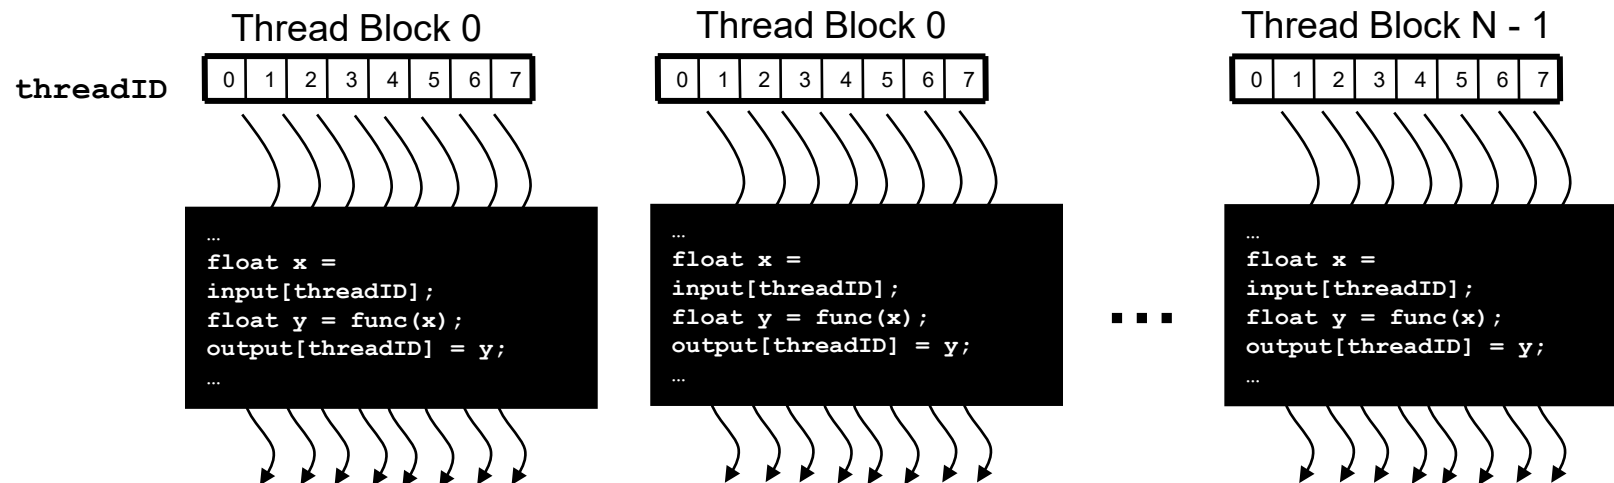 Thread Block 0
Thread Block 0
Thread Block N - 1
threadID
0 1 2 3 4 5 6 7
0 1 2 3 4 5 6 7
0 1 2 3 4 5 6 7
…
float x =
input[threadID];
float y = func(x);
output[threadID] = y;
…
…
float x =
input[threadID];
float y = func(x);
output[threadID] = y;
…
...
…
float x =
input[threadID];
float y = func(x);
output[threadID] = y;
…